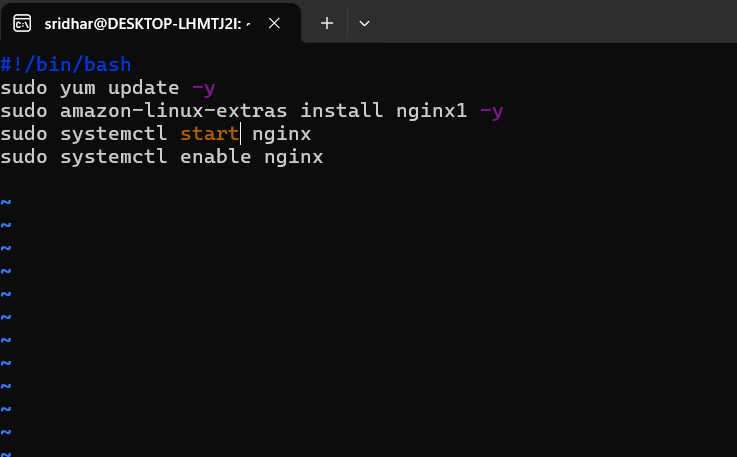 sridhar@DESKTOP-LHMTJ2I: ~
#!/bin/bash
sudo yum update -y
sudo amazon-linux-extras install nginx1 -y
sudo systemctl start nginx
sudo systemctl enable nginx
~
~
~
~
~
~
~
~
~
~
~
~